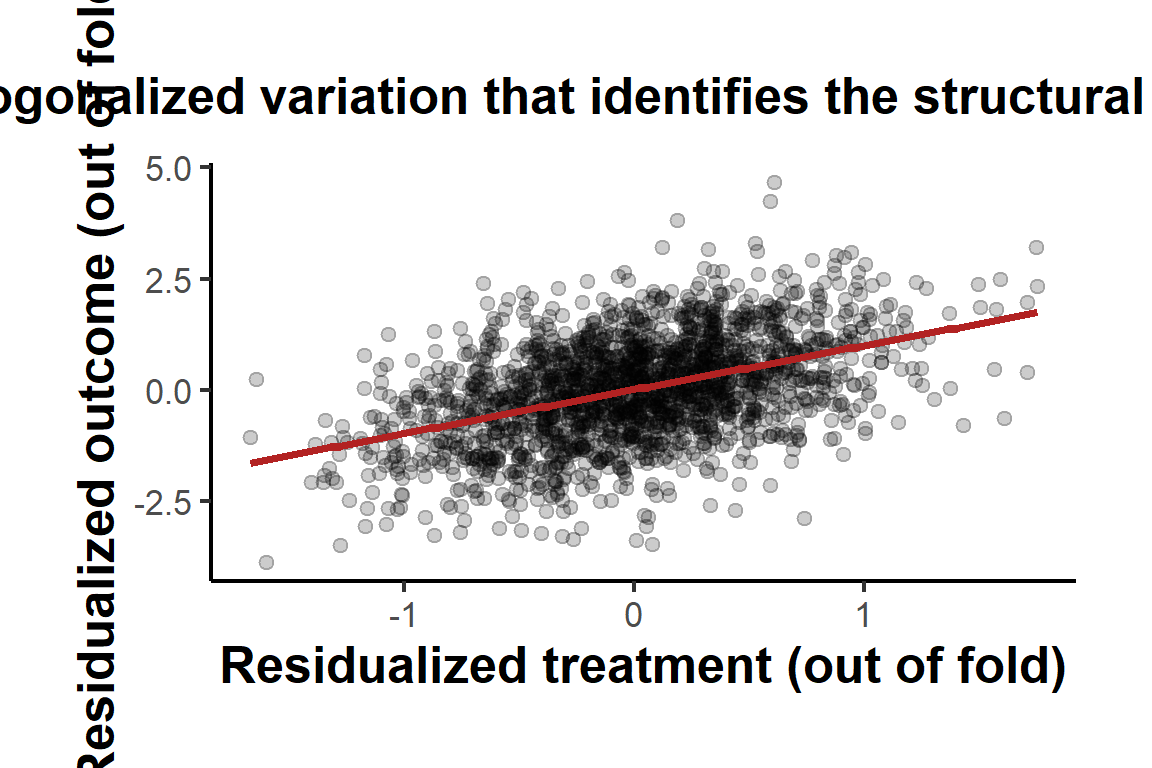 ogonalized variation that identifies the structural
Residualized outcome (out of fol
5.0
2.5
0.0
-2.5
-1
0
1
Residualized treatment (out of fold)